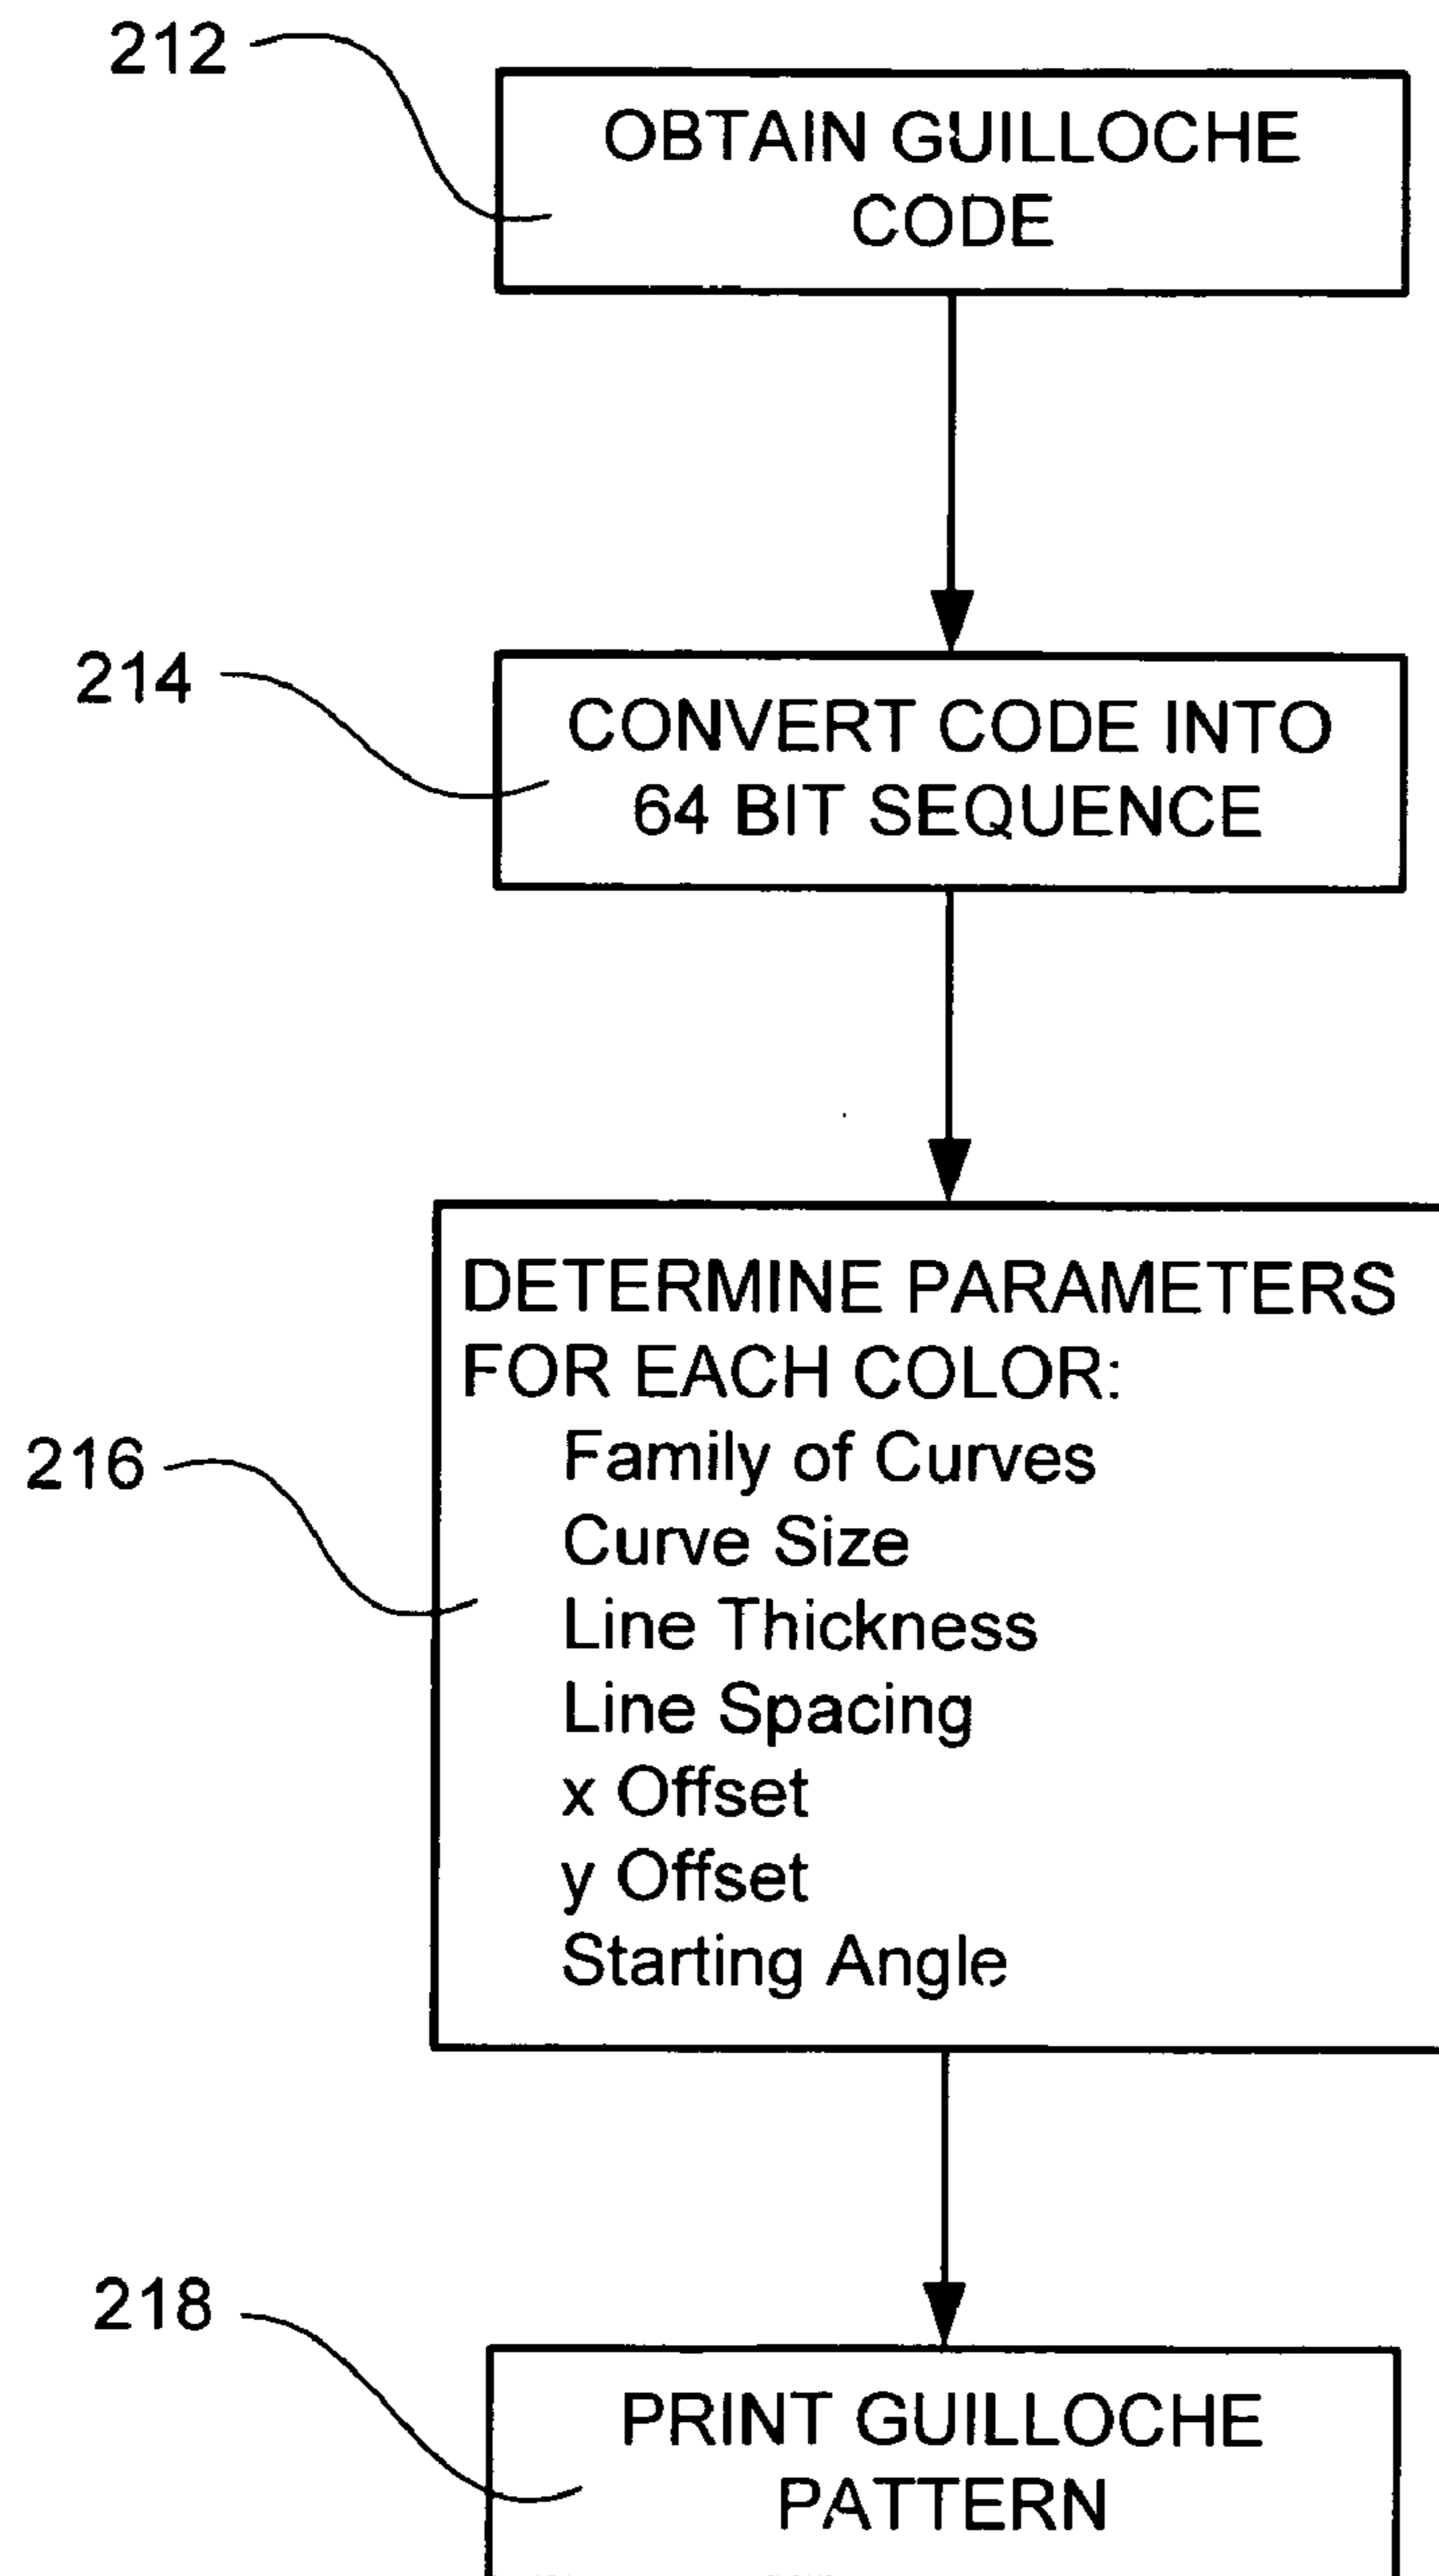 212
OBTAIN GUILLOCHE
CODE
214
CONVERT CODE INTO
64 BIT SEQUENCE
DETERMINE PARAMETERS
FOR EACH COLOR:
Family of Curves
216
Curve Size
Line Thickness
Line Spacing
x Offset
y Offset
Starting Angle
218
PRINT GUILLOCHE
PATTERN